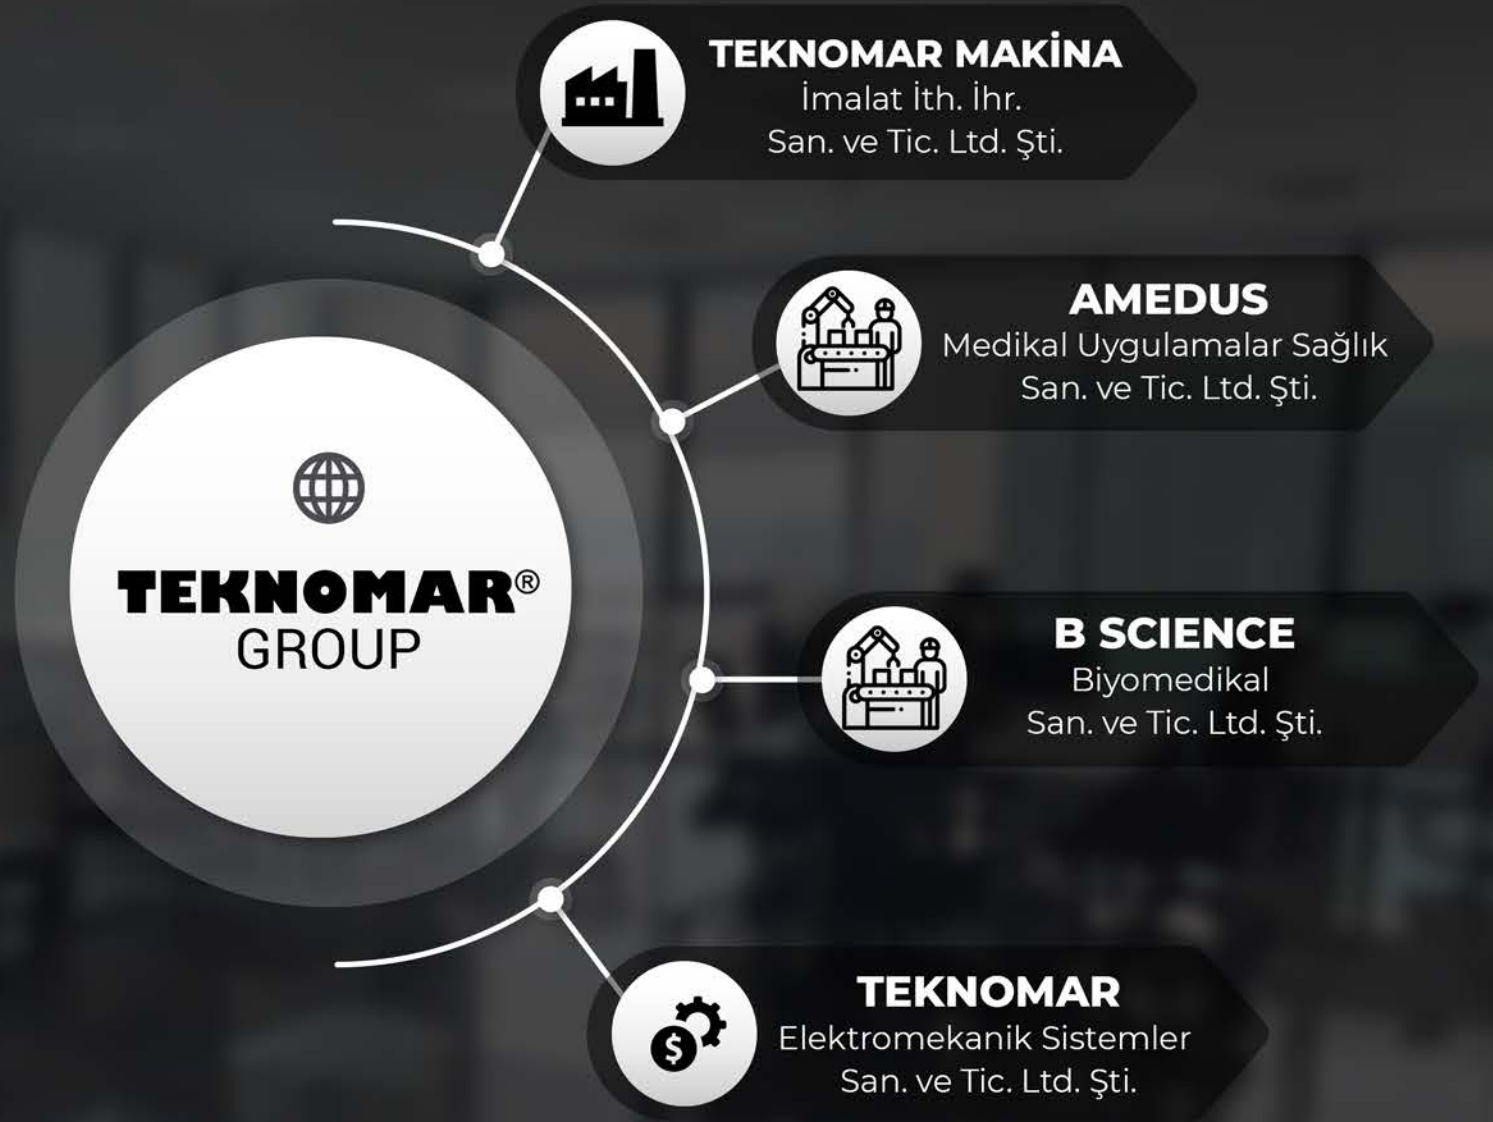 TEKNOMAR MAKİNA
İmalat İth. İhr.
San. ve Tic. Ltd. Şti.
AMEDUS
Medikal Uygulamalar Sağlık
San. ve Tic. Ltd. Şti.
TEKNOMAR®
GROUP
B SCIENCE
Biyomedikal
San. ve Tic. Ltd. Şti.
TEKNOMAR
Elektromekanik Sistemler
San. ve Tic. Ltd. Şti.
$